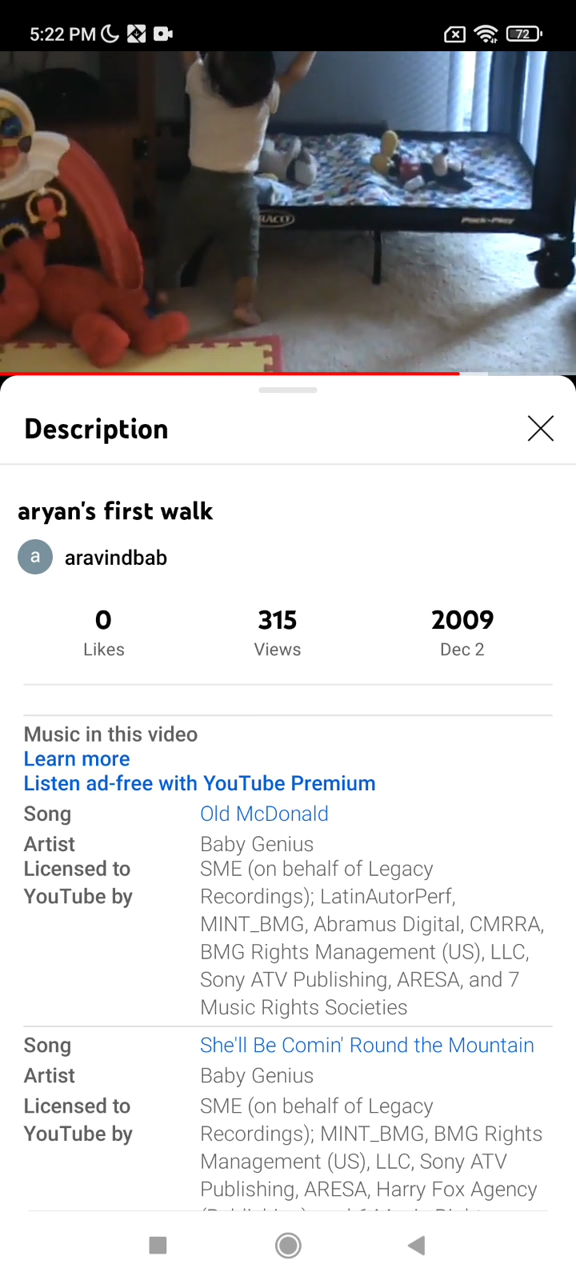 5:22 PM
72
GRACO
Pack-Play
Description
aryan's first walk
a aravindbab
0 315 2009
Likes Views Dec 2
Music in this video
Learn more
Listen ad-free with YouTube Premium
Song Old McDonald
Artist Baby Genius
Licensed to SME (on behalf of Legacy
YouTube by Recordings); LatinAutorPerf,
MINT_BMG, Abramus Digital, CMRRA,
BMG Rights Management (US), LLC,
Sony ATV Publishing, ARESA, and 7
Music Rights Societies
Song She'll Be Comin' Round the Mountain
Artist Baby Genius
Licensed to SME (on behalf of Legacy
YouTube by Recordings); MINT_BMG, BMG Rights
Management (US), LLC, Sony ATV
Publishing, ARESA, Harry Fox Agency